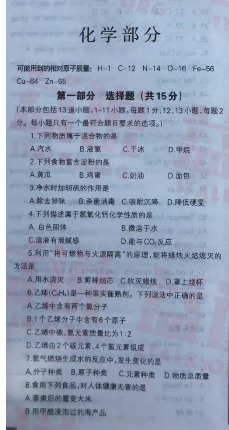 化学部分
可能用到的相对原子质量: H-1 C-12 N-14 O-16 Fe-56
Cu-64 Zn-65
第一部分 选择题(共15分)
(本部分包括13道小题,1-11小题,每题1分;12、13小题,每题2
分。每小题只有一个最符合题目要求的选项。)
1.下列物质属于混合物的是
A.汽水 B.液氧 C.干冰 D.甲烷
2.下列食物富含淀粉的是
A.黄瓜 B.鸡蛋 C.奶油 D.面包
3.净水时加明矾的作用是
A.除去异味 B.杀菌消毒 C.吸附沉降 D.降低硬度
4.下列描述属于氢氧化钙化学性质的是
A.白色固体 B.微溶于水
C.溶液有滑腻感 D.能与CO₂反应
5.利用“将可燃物与火源隔离”的原理,能将蜡烛火焰熄灭的
方法是
A.用水浇灭 B.剪掉烛芯 C.吹灭蜡烛 D.罩上烧杯
6.乙烯(C₂H₄)是一种果实催熟剂。下列说法中正确的是
A.乙烯中含有两个氢分子
B.1个乙烯分子中含有6个原子
C.乙烯中碳、氢元素质量比为1:2
D.乙烯由2个碳元素、4个氢元素组成
7.氢气燃烧生成水的反应中,发生变化的是
A.分子种类 B.原子种类 C.元素种类 D.物质总质量
8.食用下列食品,对人体健康无害的是
A.蒸煮后的霉变大米
B.用甲醛浸泡过的海产品